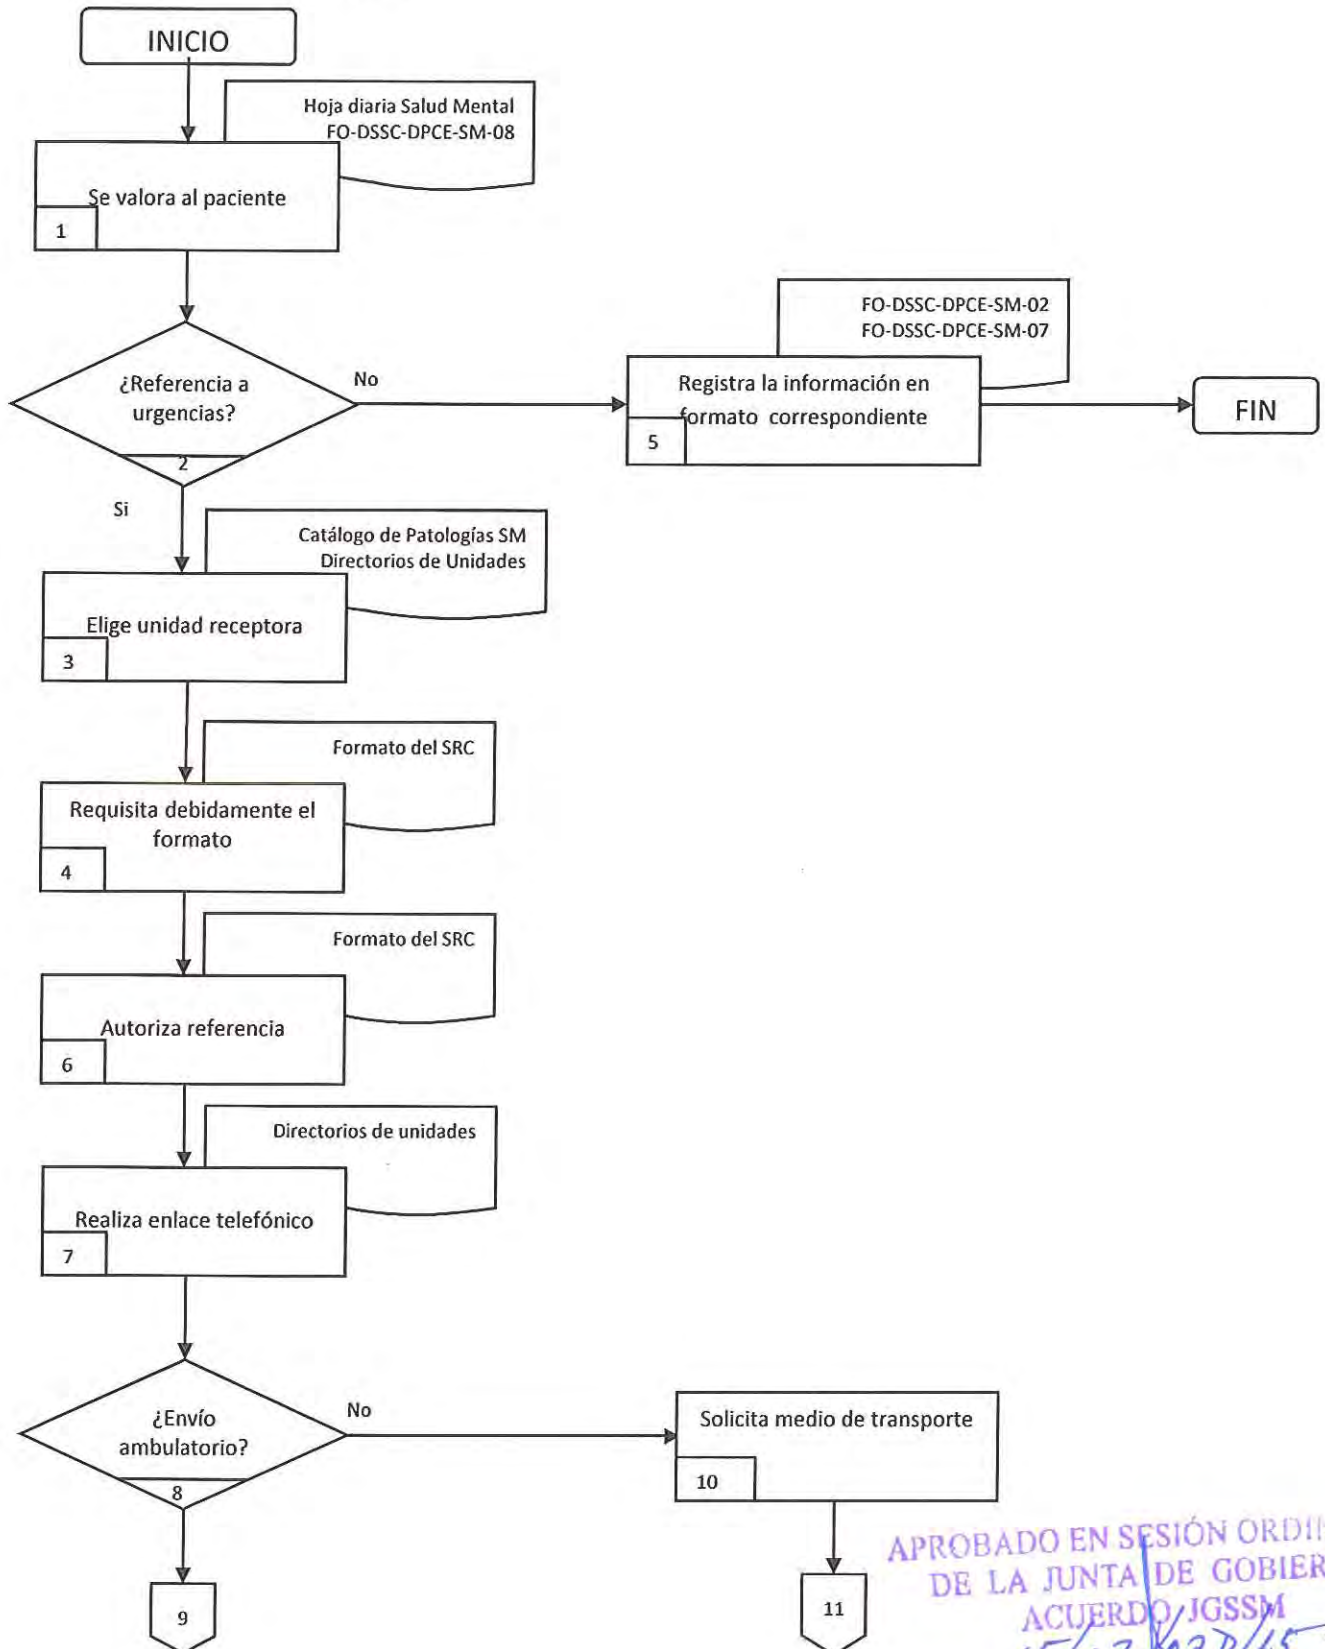 INICIO
Hoja diaria Salud Mental
FO-DSSC-DPCE-SM-08
Se valora al paciente
1
¿Referencia a
urgencias?
2
No
FO-DSSC-DPCE-SM-02
FO-DSSC-DPCE-SM-07
Registra la información en
formato correspondiente
5
FIN
Si
Catálogo de Patologías SM
Directorios de Unidades
Elige unidad receptora
3
Formato del SRC
Requisita debidamente el
formato
4
Formato del SRC
Autoriza referencia
6
Directorios de unidades
Realiza enlace telefónico
7
¿Envío
ambulatorio?
8
No
Solicita medio de transporte
10
9
11
APROBADO EN SESIÓN
DE LA JUNTA DE
ACUERDO JGSSM